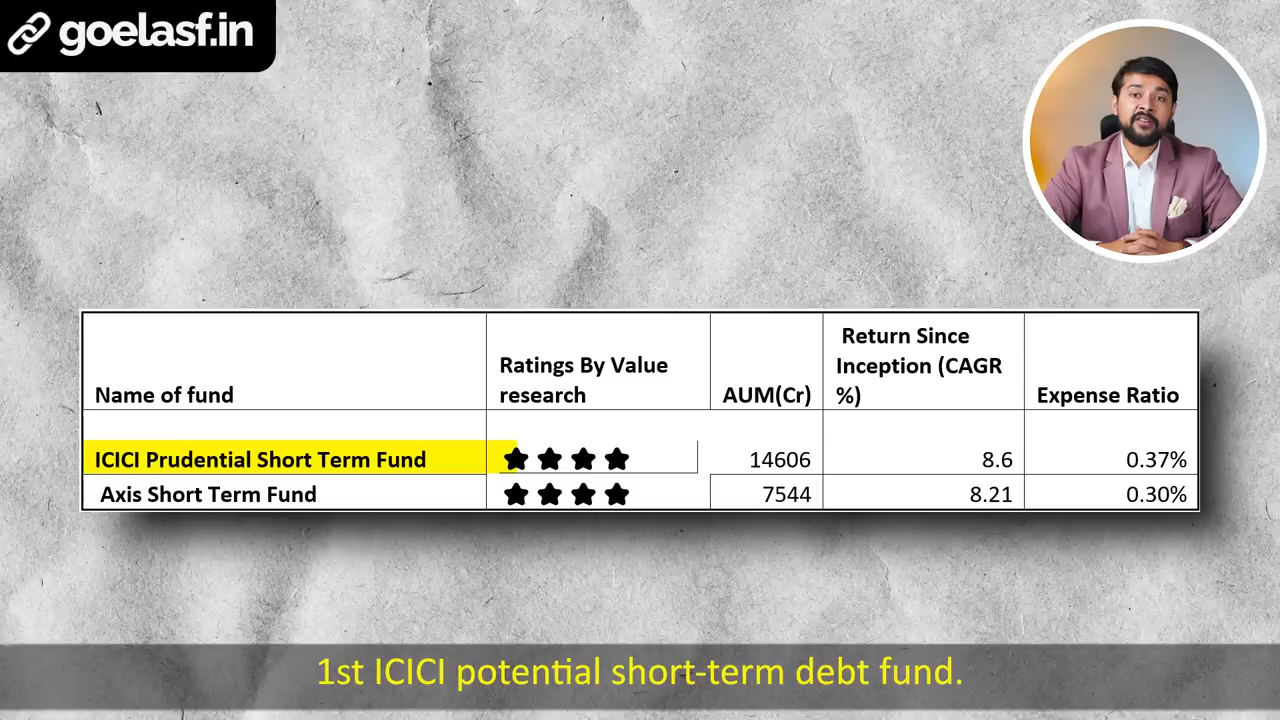 goelasf.in
Name of fund
Ratings By Value
research
AUM(Cr)
Return Since
Inception (CAGR
%)
Expense Ratio
ICICI Prudential Short Term Fund ★★★★ 14606 8.6 0.37%
Axis Short Term Fund ★★★★ 7544 8.21 0.30%
1st ICICI potential short-term debt fund.